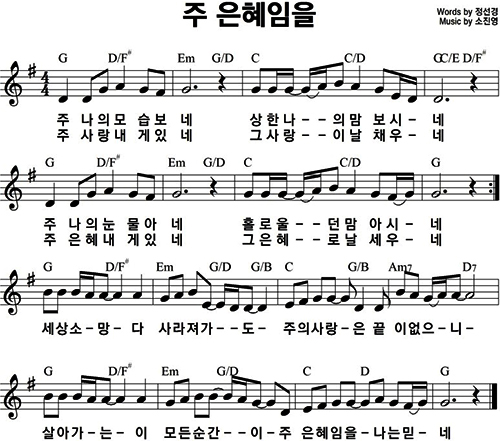 주 은혜임을
Words by 정선경
Music by 소진영
G D/F# Em G/D C C/D G C/E D/F#
주 나의모 습보 네 상한나--의맘 보시-네
주 사랑내 게있 네 그사랑-이날 채우-네
G D/F# Em G/D C C/D G
주 나의눈 물아 네 홀로울-던맘 아시-네
주 은혜내 게있 네 그은혜-로날 세우-네
G D/F# Em G/D G/B C G/B Am7 D7
세상소-망-다 사라져가-도- 주의사랑-은 끝 이없으-니-
G D/F# Em G/D C C/D G
살아가-는-이 모든순간--이-주 은혜임을-나는믿-네